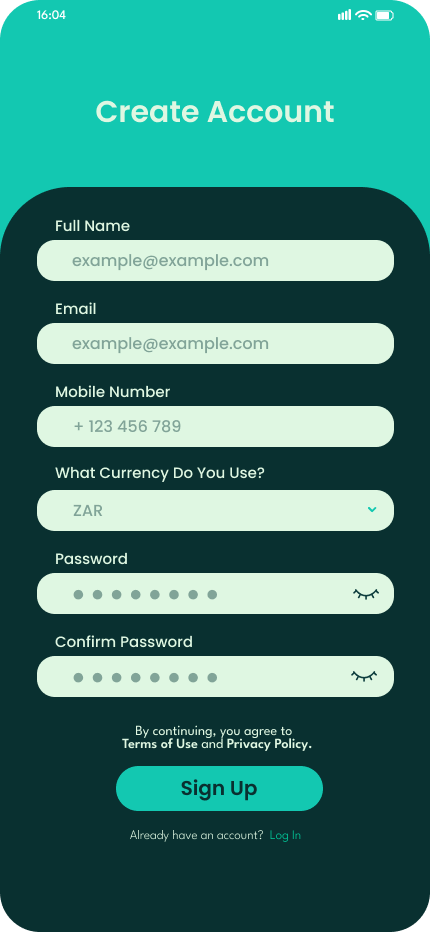 16:04
Create Account
Full Name
example@example.com
Email
example@example.com
Mobile Number
+ 123 456 789
What Currency Do You Use?
ZAR
Password
Confirm Password
By continuing, you agree to
Terms of Use and Privacy Policy.
Sign Up
Already have an account? Log In